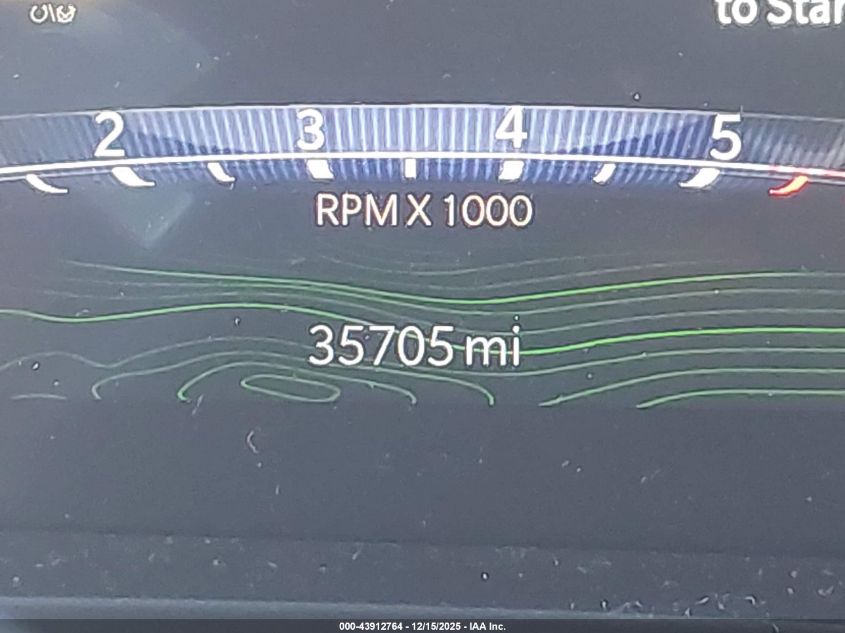 to Star
2 3 4 5
RPM X 1000
35705 mi
000-43912764 - 12/15/2025 - IAA Inc.